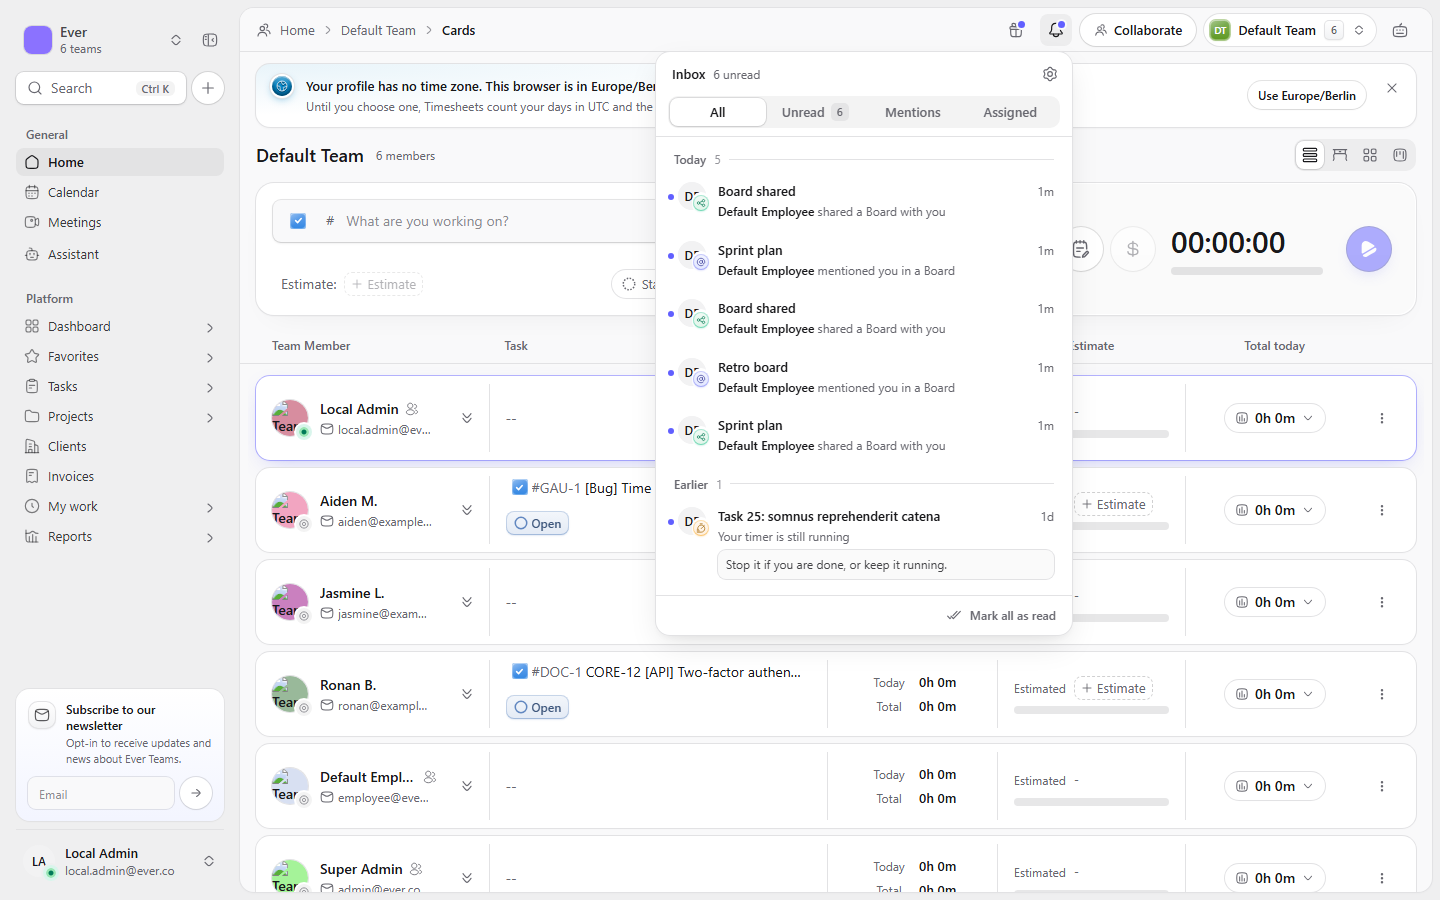 Ever
6 teams
Search
Ctrl K
General
Home
Calendar
Meetings
Assistant
Platform
Dashboard
Favorites
Tasks
Projects
Clients
Invoices
My work
Reports
Subscribe to our newsletter
Opt-in to receive updates and news about Ever Teams.
Email
LA
Local Admin
local.admin@ever.co
Home
Default Team
Cards
Collaborate
DT
Default Team
6
Your profile has no time zone. This browser is in Europe/Ber
Until you choose one, Timesheets count your days in UTC and the
Use Europe/Berlin
Default Team
6 members
# What are you working on?
Estimate:
+ Estimate
00:00:00
$
Team Member
Task
Total today
Local Admin
local.admin@ev...
--
-
0h 0m
Aiden M.
aiden@example...
#GAU-1 [Bug] Time
Open
+ Estimate
0h 0m
Jasmine L.
jasmine@exam...
--
-
0h 0m
Ronan B.
ronan@exampl...
#DOC-1 CORE-12 [API] Two-factor authen...
Open
Today 0h 0m
Total 0h 0m
Estimated
+ Estimate
0h 0m
Default Empl...
employee@eve...
--
Today 0h 0m
Total 0h 0m
Estimated -
0h 0m
Super Admin
admin@ever.co
--
Today 0h 0m
Total 0h 0m
Estimated -
0h 0m
Inbox
6 unread
All
Unread 6
Mentions
Assigned
Today 5
Board shared
1m
Default Employee shared a Board with you
Sprint plan
1m
Default Employee mentioned you in a Board
Board shared
1m
Default Employee shared a Board with you
Retro board
1m
Default Employee mentioned you in a Board
Sprint plan
1m
Default Employee shared a Board with you
Earlier 1
Task 25: somnus reprehenderit catena
1d
Your timer is still running
Stop it if you are done, or keep it running.
Mark all as read